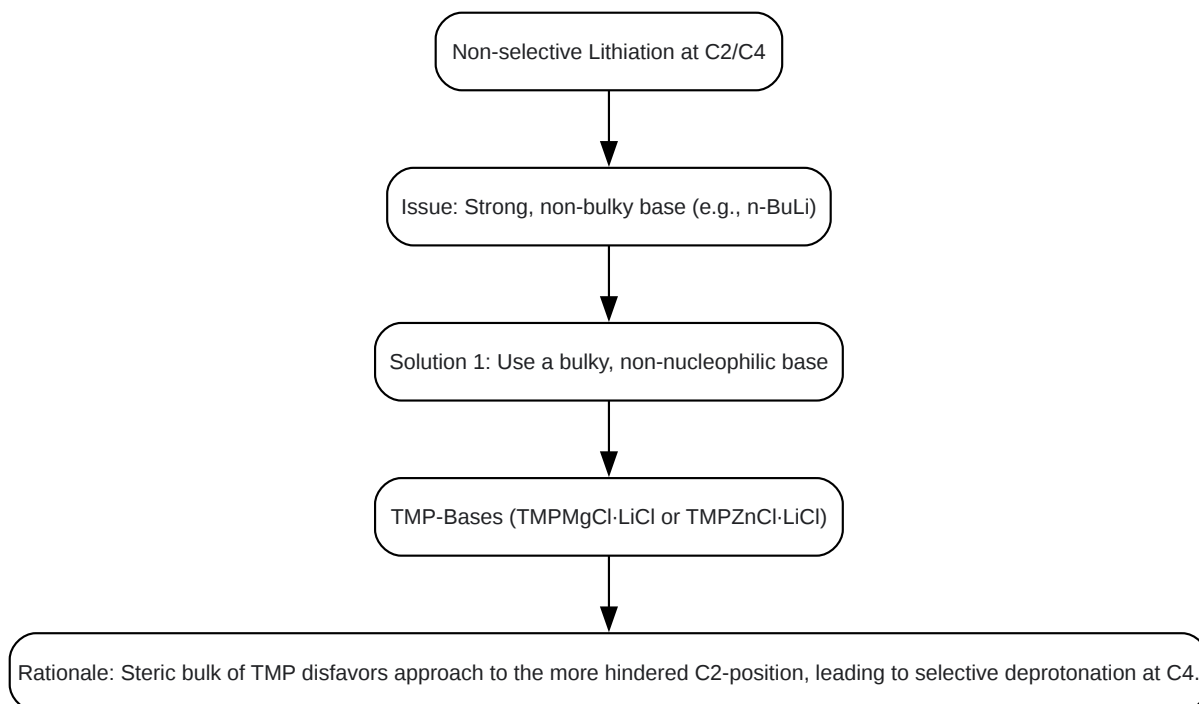 Non-selective Lithiation at C2/C4
Issue: Strong, non-bulky base (e.g., n-BuLi)
Solution 1: Use a bulky, non-nucleophilic base
TMP-Bases (TMPMgCl·LiCl or TMPZnCl·LiCl)
Rationale: Steric bulk of TMP disfavors approach to the more hindered C2-position, leading to selective deprotonation at C4.